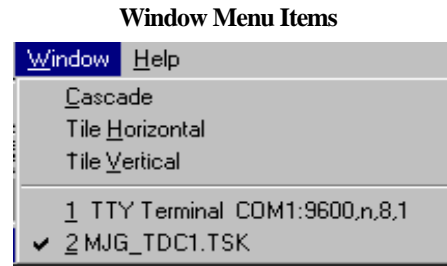 Window Menu Items
Window Help
Cascade
Tile Horizontal
Tile Vertical
1 TTY Terminal COM1:9600,n,8,1
✔ 2 MJG_TDC1.TSK